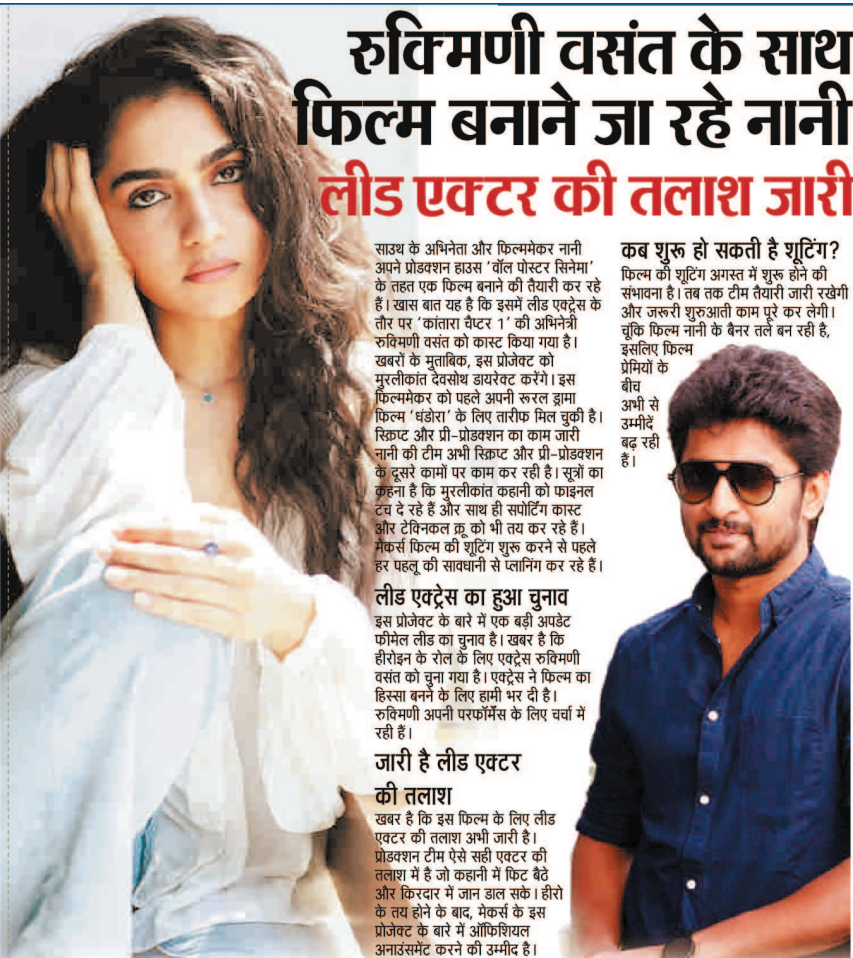 रुक्मिणी वसंत के साथ
फिल्म बनाने जा रहे नानी
लीड एक्टर की तलाश जारी
साउथ के अभिनेता और फिल्ममेकर नानी
अपने प्रोडक्शन हाउस ‘वॉल पोस्टर सिनेमा’
के तहत एक फिल्म बनाने की तैयारी कर रहे
हैं। खास बात यह है कि इसमें लीड एक्ट्रेस के
तौर पर ‘कांतारा चैप्टर 1’ की अभिनेत्री
रुक्मिणी वसंत को कास्ट किया गया है।
खबरों के मुताबिक, इस प्रोजेक्ट को
मुरलीकांत देवसोथ डायरेक्ट करेंगे। इस
फिल्ममेकर को पहले अपनी रूरल ड्रामा
फिल्म ‘धंडोरा’ के लिए तारीफ मिल चुकी है।
स्क्रिप्ट और प्री-प्रोडक्शन का काम जारी
नानी की टीम अभी स्क्रिप्ट और प्री-प्रोडक्शन
के दूसरे कामों पर काम कर रही है। सूत्रों का
कहना है कि मुरलीकांत कहानी को फाइनल
टच दे रहे हैं और साथ ही सपोर्टिंग कास्ट
और टेक्निकल क्रू को भी तय कर रहे हैं।
मेकर्स फिल्म की शूटिंग शुरू करने से पहले
हर पहलू की सावधानी से प्लानिंग कर रहे हैं।
लीड एक्ट्रेस का हुआ चुनाव
इस प्रोजेक्ट के बारे में एक बड़ी अपडेट
फीमेल लीड का चुनाव है। खबर है कि
हीरोइन के रोल के लिए एक्ट्रेस रुक्मिणी
वसंत को चुना गया है। एक्ट्रेस ने फिल्म का
हिस्सा बनने के लिए हामी भर दी है।
रुक्मिणी अपनी परफॉर्मेंस के लिए चर्चा में
रही हैं।
जारी है लीड एक्टर
की तलाश
खबर है कि इस फिल्म के लिए लीड
एक्टर की तलाश अभी जारी है।
प्रोडक्शन टीम ऐसे सही एक्टर की
तलाश में है जो कहानी में फिट बैठे
और किरदार में जान डाल सके। हीरो
के तय होने के बाद, मेकर्स के इस
प्रोजेक्ट के बारे में ऑफिशियल
अनाउंसमेंट करने की उम्मीद है।
कब शुरू हो सकती है शूटिंग?
फिल्म की शूटिंग अगस्त में शुरू होने की
संभावना है। तब तक टीम तैयारी जारी रखेगी
और जरूरी शुरुआती काम पूरे कर लेगी।
चूंकि फिल्म नानी के बैनर तले बन रही है,
इसलिए फिल्म
प्रेमियों के
बीच
अभी से
उम्मीदें
बढ़ रही
हैं।